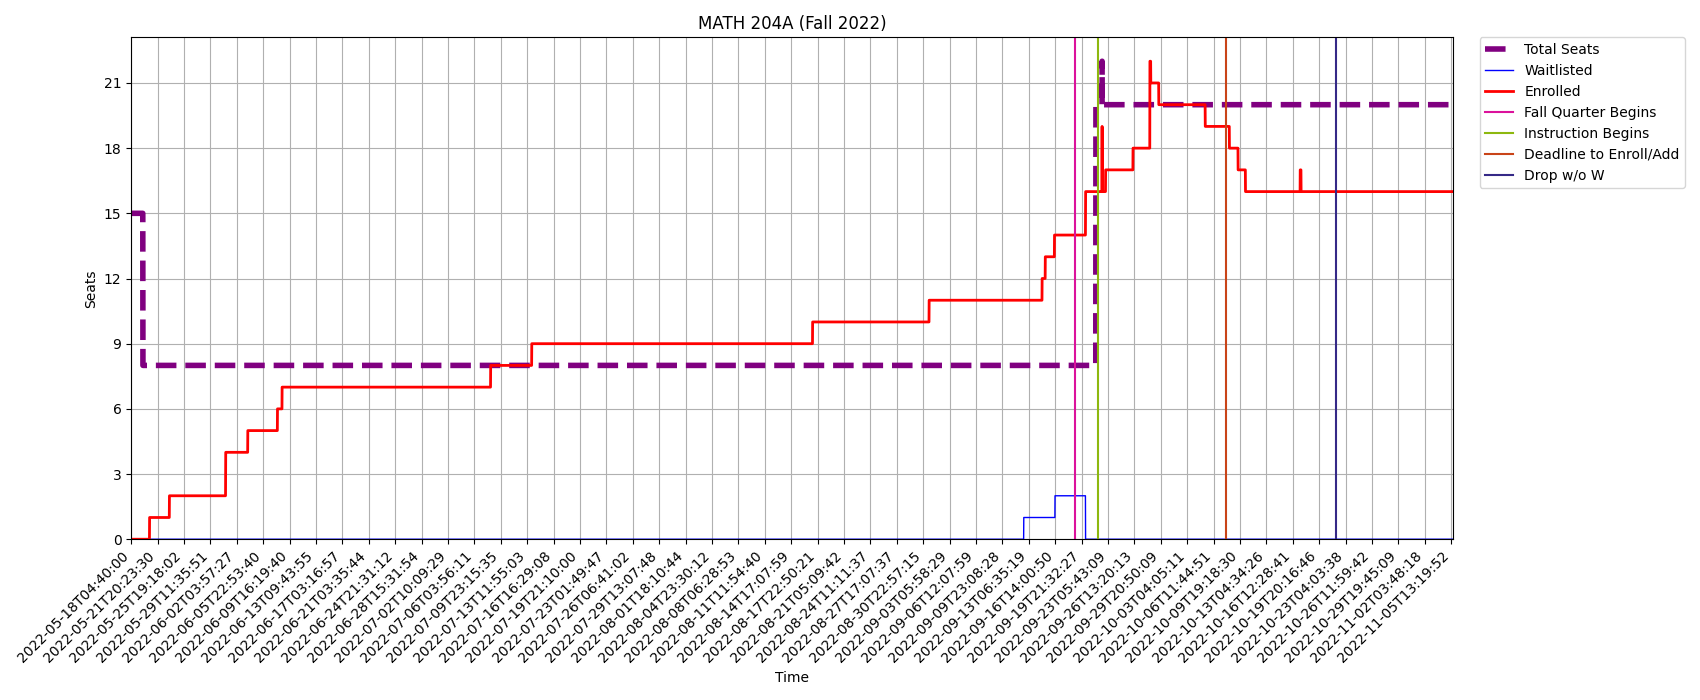 MATH 204A (Fall 2022)
Total Seats
Waitlisted
Enrolled
Fall Quarter Begins
Instruction Begins
Deadline to Enroll/Add
Drop w/o W
Seats
21
18
15
12
9
6
3
0
2022-05-18T04:40:00
2022-05-21T20:23:30
2022-05-25T19:18:02
2022-05-29T11:35:51
2022-06-02T03:57:27
2022-06-05T22:53:40
2022-06-09T16:19:40
2022-06-13T09:43:55
2022-06-17T03:16:57
2022-06-21T03:35:44
2022-06-24T21:31:12
2022-06-28T15:31:54
2022-07-02T10:09:29
2022-07-06T03:56:11
2022-07-09T23:15:35
2022-07-13T11:55:03
2022-07-16T16:29:08
2022-07-19T21:10:00
2022-07-23T01:49:47
2022-07-26T06:41:02
2022-07-29T13:07:48
2022-08-01T18:10:44
2022-08-04T23:30:12
2022-08-08T06:28:53
2022-08-11T11:54:40
2022-08-14T17:07:59
2022-08-17T22:50:21
2022-08-21T05:09:42
2022-08-24T11:11:37
2022-08-27T17:07:37
2022-08-30T22:57:15
2022-09-03T05:58:29
2022-09-06T12:07:59
2022-09-09T23:08:28
2022-09-13T06:35:19
2022-09-16T14:00:50
2022-09-19T21:32:27
2022-09-23T05:43:09
2022-09-26T13:20:13
2022-09-29T20:50:09
2022-10-03T04:05:11
2022-10-06T11:44:51
2022-10-09T19:18:30
2022-10-13T04:34:26
2022-10-16T12:28:41
2022-10-19T20:16:46
2022-10-23T04:03:38
2022-10-26T11:59:42
2022-10-29T19:45:09
2022-11-02T03:48:18
2022-11-05T13:19:52
Time